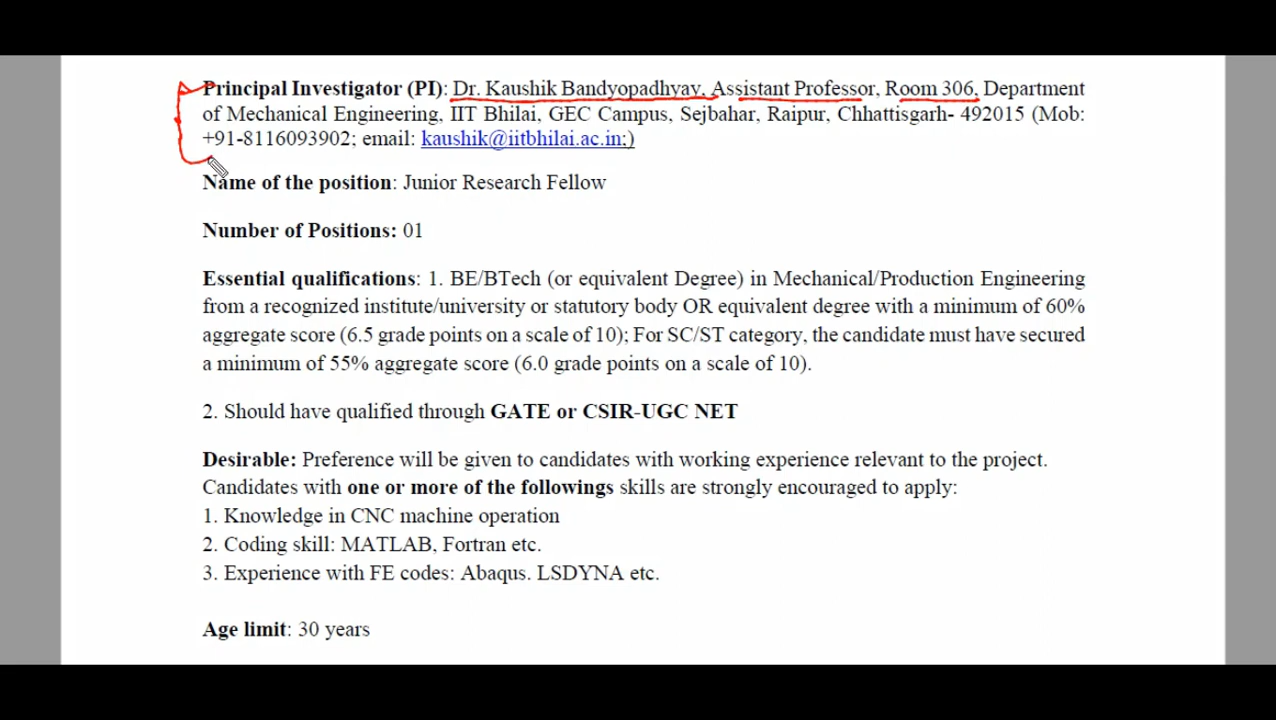 Principal Investigator (PI): Dr. Kaushik Bandyopadhyay, Assistant Professor, Room 306, Department
of Mechanical Engineering, IIT Bhilai, GEC Campus, Sejbahar, Raipur, Chhattisgarh- 492015 (Mob:
+91-8116093902; email: kaushik@iitbhilai.ac.in;)
Name of the position: Junior Research Fellow
Number of Positions: 01
Essential qualifications: 1. BE/BTech (or equivalent Degree) in Mechanical/Production Engineering
from a recognized institute/university or statutory body OR equivalent degree with a minimum of 60%
aggregate score (6.5 grade points on a scale of 10); For SC/ST category, the candidate must have secured
a minimum of 55% aggregate score (6.0 grade points on a scale of 10).
2. Should have qualified through GATE or CSIR-UGC NET
Desirable: Preference will be given to candidates with working experience relevant to the project.
Candidates with one or more of the followings skills are strongly encouraged to apply:
1. Knowledge in CNC machine operation
2. Coding skill: MATLAB, Fortran etc.
3. Experience with FE codes: Abaqus. LSDYNA etc.
Age limit: 30 years